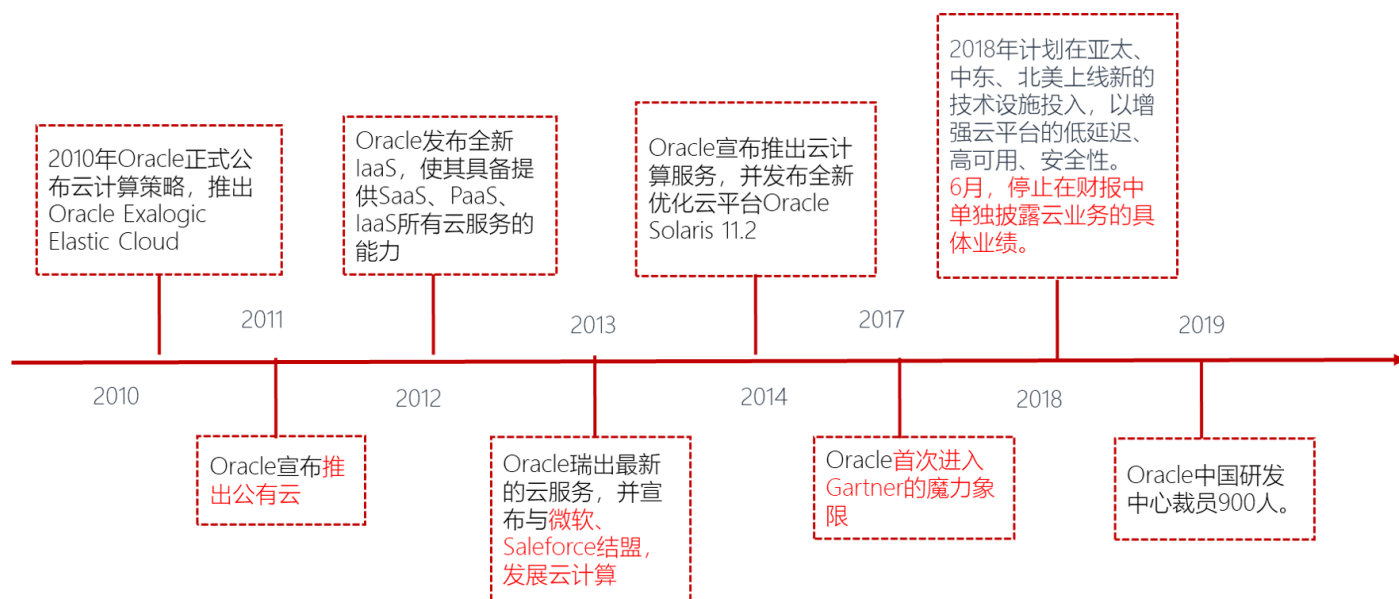 2010年Oracle正式公
布云计算策略，推出
Oracle Exalogic
Elastic Cloud
Oracle发布全新
IaaS，使其具备提
供SaaS、PaaS、
IaaS所有云服务的
能力
Oracle宣布推出云计
算服务，并发布全新
优化云平台Oracle
Solaris 11.2
2018年计划在亚太、
中东、北美上线新的
技术设施投入，以增
强云平台的低延迟、
高可用、安全性。
6月，停止在财报中
单独披露云业务的具
体业绩。
2011
2013
2017
2019
2010
2012
2014
2018
Oracle宣布推
出公有云
Oracle瑞出最新
的云服务，并宣
布与微软、
Saleforce结盟，
发展云计算
Oracle首次进入
Gartner的魔力象
限
Oracle中国研发
中心裁员900人。